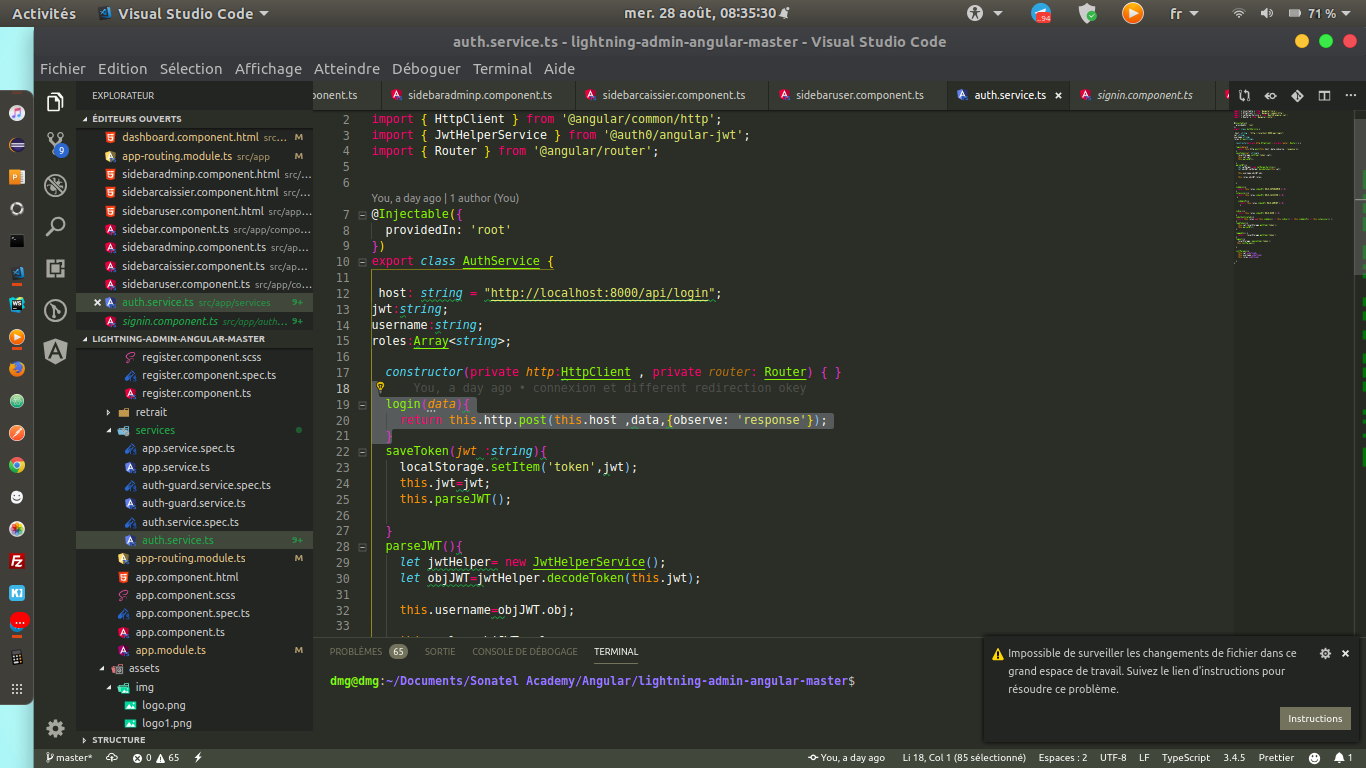 Activités
Visual Studio Code
mer. 28 août, 08:35:30
94
fr
71 %
auth.service.ts - lightning-admin-angular-master - Visual Studio Code
Fichier Edition Sélection Affichage Atteindre Déboguer Terminal Aide
EXPLORATEUR
ÉDITEURS OUVERTS
dashboard.component.html src... M
app-routing.module.ts src/app M
sidebaradminp.component.html src/...
sidebarcaissier.component.html src/...
sidebaruser.component.html src/app...
sidebar.component.ts src/app/compo...
sidebaradminp.component.ts src/ap...
sidebarcaissier.component.ts src/ap...
sidebaruser.component.ts src/app/co...
auth.service.ts src/app/services 9+
signin.component.ts src/app/auth... 9+
LIGHTNING-ADMIN-ANGULAR-MASTER
register.component.scss
register.component.spec.ts
register.component.ts
retrait
services
app.service.spec.ts
app.service.ts
auth-guard.service.spec.ts
auth-guard.service.ts
auth.service.spec.ts
auth.service.ts 9+
app-routing.module.ts M
app.component.html
app.component.scss
app.component.spec.ts
app.component.ts
app.module.ts M
assets
img
logo.png
logo1.png
STRUCTURE
9
ponent.ts
sidebaradminp.component.ts
sidebarcaissier.component.ts
sidebaruser.component.ts
auth.service.ts
signin.component.ts
2 import { HttpClient } from '@angular/common/http';
3 import { JwtHelperService } from '@auth0/angular-jwt';
4 import { Router } from '@angular/router';
5
6
You, a day ago | 1 author (You)
7 @Injectable({
8 providedIn: 'root'
9 })
10 export class AuthService {
11
12 host: string = "http://localhost:8000/api/login";
13 jwt:string;
14 username:string;
15 roles:Array<string>;
16
17 constructor(private http:HttpClient , private router: Router) { }
18 You, a day ago • connexion et different redirection okey
19 login(data){
20 return this.http.post(this.host ,data,{observe: 'response'});
21 }
22 saveToken(jwt :string){
23 localStorage.setItem('token',jwt);
24 this.jwt=jwt;
25 this.parseJWT();
26
27 }
28 parseJWT(){
29 let jwtHelper= new JwtHelperService();
30 let objJWT=jwtHelper.decodeToken(this.jwt);
31
32 this.username=objJWT.obj;
33
PROBLÈMES 65 SORTIE CONSOLE DE DÉBOGAGE TERMINAL
dmg@dmg:~/Documents/Sonatel Academy/Angular/lightning-admin-angular-master$
Impossible de surveiller les changements de fichier dans ce
grand espace de travail. Suivez le lien d'instructions pour
résoudre ce problème.
Instructions
master* 0 65 You, a day ago Li 18, Col 1 (85 sélectionné) Espaces : 2 UTF-8 LF TypeScript 3.4.5 Prettier 1